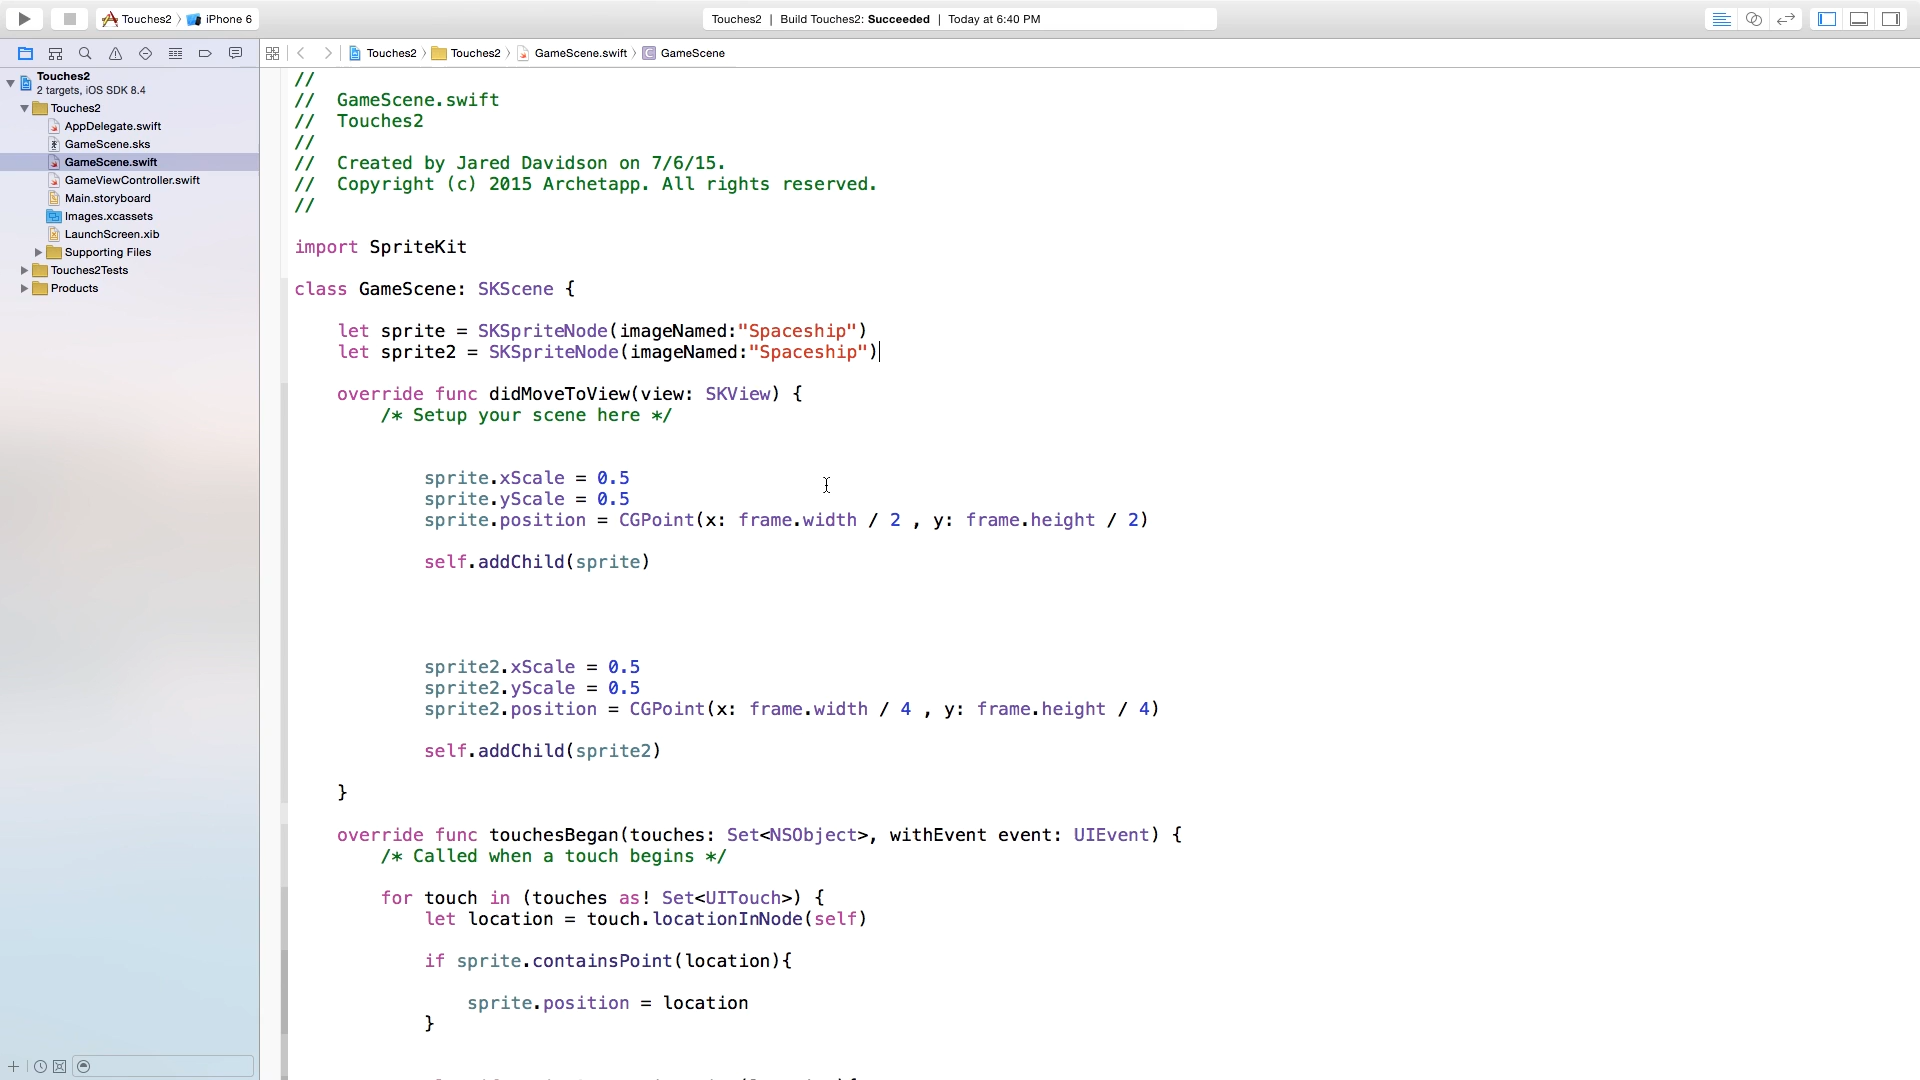 Touches2 iPhone 6
Touches2 | Build Touches2: Succeeded | Today at 6:40 PM
Touches2 Touches2 GameScene.swift C GameScene
Touches2
2 targets, iOS SDK 8.4
Touches2
AppDelegate.swift
GameScene.sks
GameScene.swift
GameViewController.swift
Main.storyboard
Images.xcassets
LaunchScreen.xib
Supporting Files
Touches2Tests
Products
//
//  GameScene.swift
//  Touches2
//
//  Created by Jared Davidson on 7/6/15.
//  Copyright (c) 2015 Archetapp. All rights reserved.
//
import SpriteKit
class GameScene: SKScene {
let sprite = SKSpriteNode(imageNamed:"Spaceship")
let sprite2 = SKSpriteNode(imageNamed:"Spaceship")
override func didMoveToView(view: SKView) {
/* Setup your scene here */
sprite.xScale = 0.5
sprite.yScale = 0.5
sprite.position = CGPoint(x: frame.width / 2 , y: frame.height / 2)
self.addChild(sprite)
sprite2.xScale = 0.5
sprite2.yScale = 0.5
sprite2.position = CGPoint(x: frame.width / 4 , y: frame.height / 4)
self.addChild(sprite2)
}
override func touchesBegan(touches: Set<NSObject>, withEvent event: UIEvent) {
/* Called when a touch begins */
for touch in (touches as! Set<UITouch>) {
let location = touch.locationInNode(self)
if sprite.containsPoint(location){
sprite.position = location
}